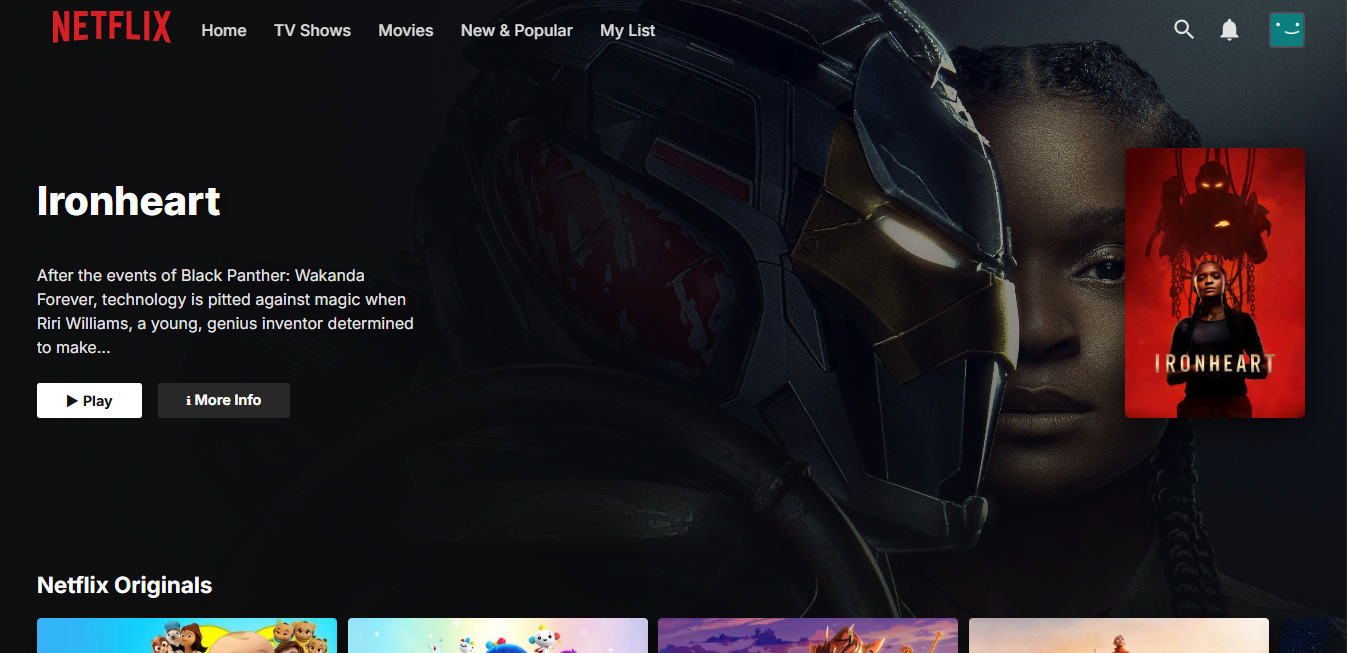 NETFLIX Home TV Shows Movies New & Popular My List
Ironheart
After the events of Black Panther: Wakanda
Forever, technology is pitted against magic when
Riri Williams, a young, genius inventor determined
to make...
▶ Play ℹ More Info
IRONHEART
Netflix Originals